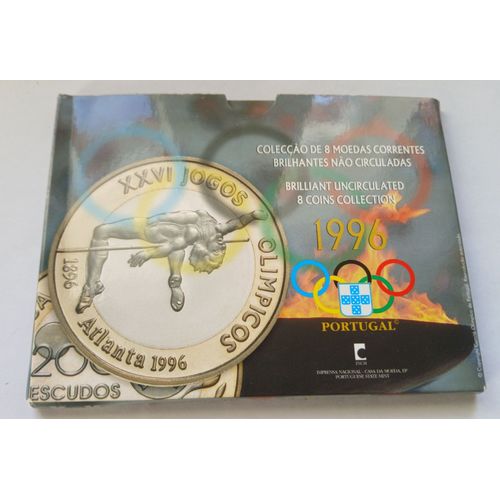 COLECÇÃO DE 8 MOEDAS CORRENTES
BRILHANTES NÃO CIRCULADAS
BRILLIANT UNCIRCULATED
8 COINS COLLECTION
1996
PORTUGAL©
INCM
IMPRENSA NACIONAL - CASA DA MOEDA, EP
PORTUGUESE STATE MINT
XXVI JOGOS OLIMPICOS
1896
Atlanta 1996
200
ESCUDOS